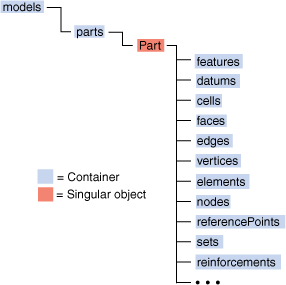 models
parts
Part
features
datums
cells
faces
edges
vertices
elements
nodes
referencePoints
sets
reinforcements
• • •
= Container
= Singular object